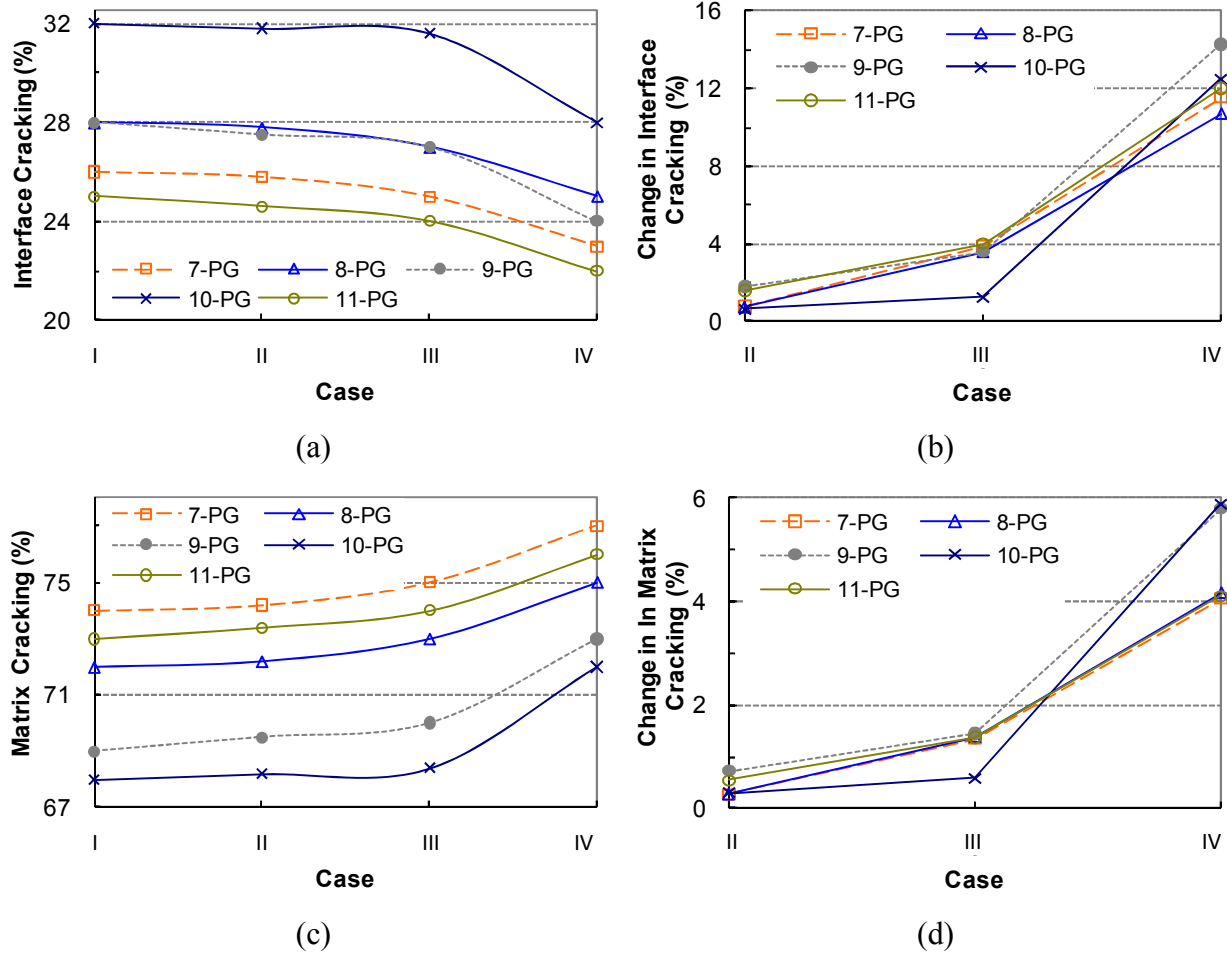 Interface Cracking (%)
32
28
24
20
7-PG 8-PG 9-PG
10-PG 11-PG
I II III IV
Case
(a)
Change in Interface
Cracking (%)
16
12
8
4
0
7-PG 8-PG
9-PG 10-PG
11-PG
II III IV
Case
(b)
Matrix Cracking (%)
75
71
67
7-PG 8-PG
9-PG 10-PG
11-PG
I II III IV
Case
(c)
Change in In Matrix
Cracking (%)
6
4
2
0
7-PG 8-PG
9-PG 10-PG
11-PG
II III IV
Case
(d)